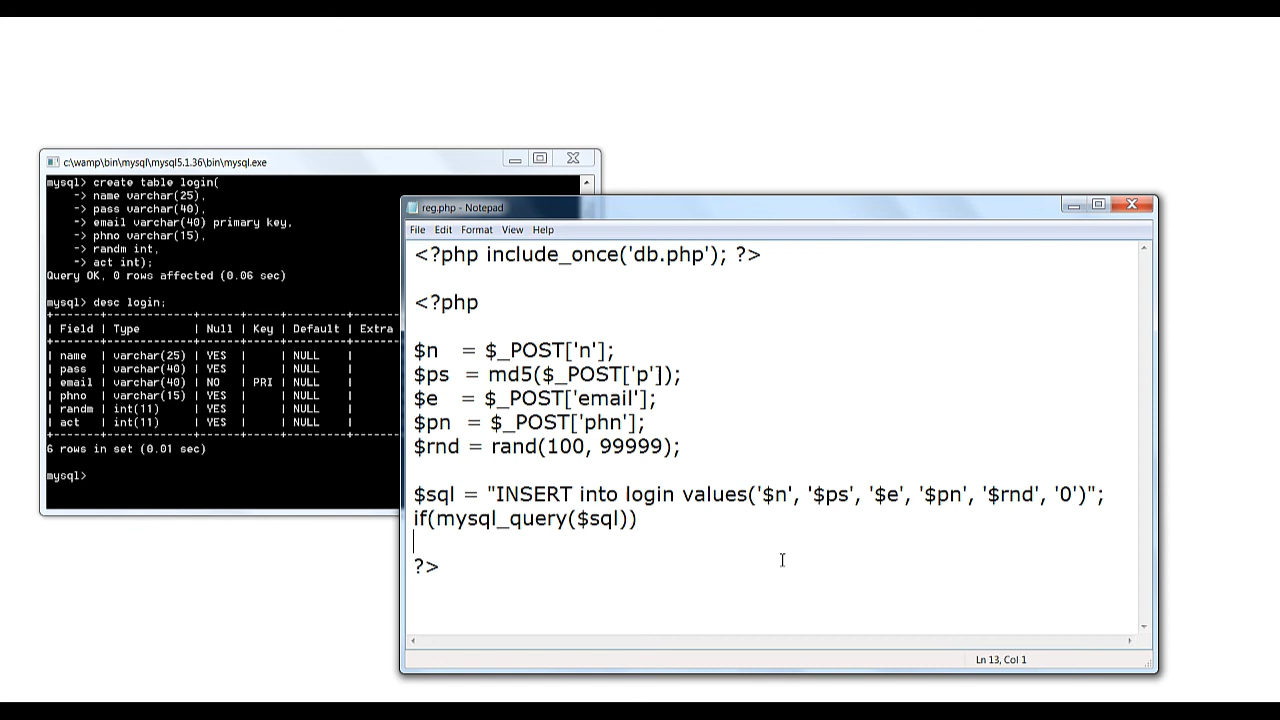 c:\wamp\bin\mysql\mysql5.1.36\bin\mysql.exe
mysql> create table login(
-> name varchar(25),
-> pass varchar(40),
-> email varchar(40) primary key,
-> phno varchar(15),
-> randm int,
-> act int);
Query OK, 0 rows affected (0.06 sec)
mysql> desc login;
+-------+-------------+------+-----+---------+-------
| Field | Type | Null | Key | Default | Extra
+-------+-------------+------+-----+---------+-------
| name | varchar(25) | YES | | NULL |
| pass | varchar(40) | YES | | NULL |
| email | varchar(40) | NO | PRI | NULL |
| phno | varchar(15) | YES | | NULL |
| randm | int(11) | YES | | NULL |
| act | int(11) | YES | | NULL |
+-------+-------------+------+-----+---------+-------
6 rows in set (0.01 sec)
mysql>
reg.php - Notepad
File Edit Format View Help
<?php include_once('db.php'); ?>
<?php
$n = $_POST['n'];
$ps = md5($_POST['p']);
$e = $_POST['email'];
$pn = $_POST['phn'];
$rnd = rand(100, 99999);
$sql = "INSERT into login values('$n', '$ps', '$e', '$pn', '$rnd', '0')";
if(mysql_query($sql))
?>
Ln 13, Col 1